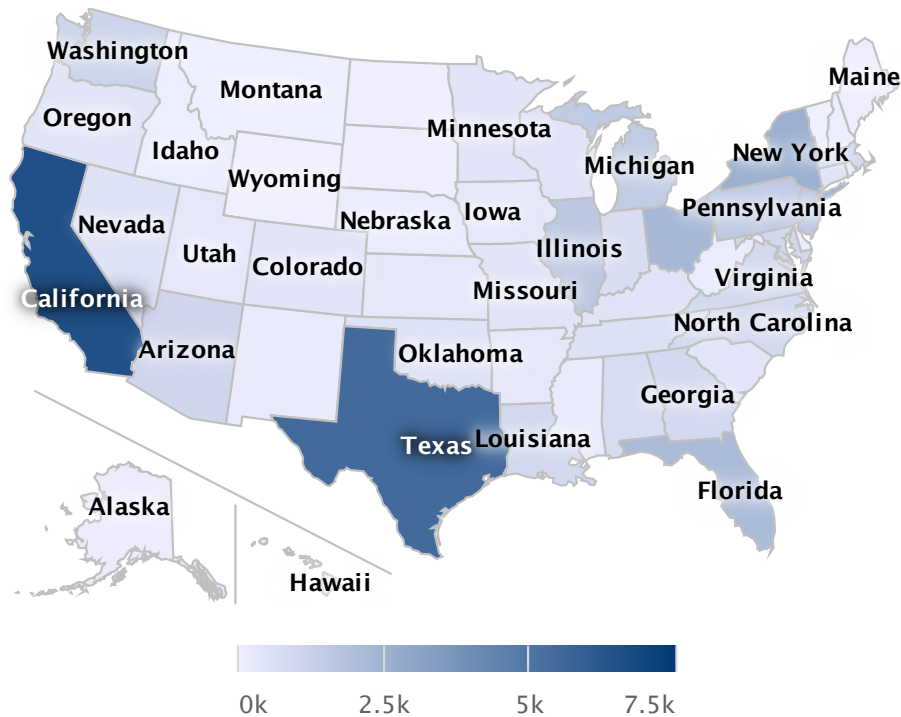 Washington
Montana
Maine
Oregon
Minnesota
Idaho
New York
Michigan
Wyoming
Pennsylvania
Nebraska
Iowa
Nevada
Illinois
Utah
Colorado
Virginia
Missouri
California
North Carolina
Arizona
Oklahoma
Georgia
Texas
Louisiana
Florida
Alaska
Hawaii
0k 2.5k 5k 7.5k